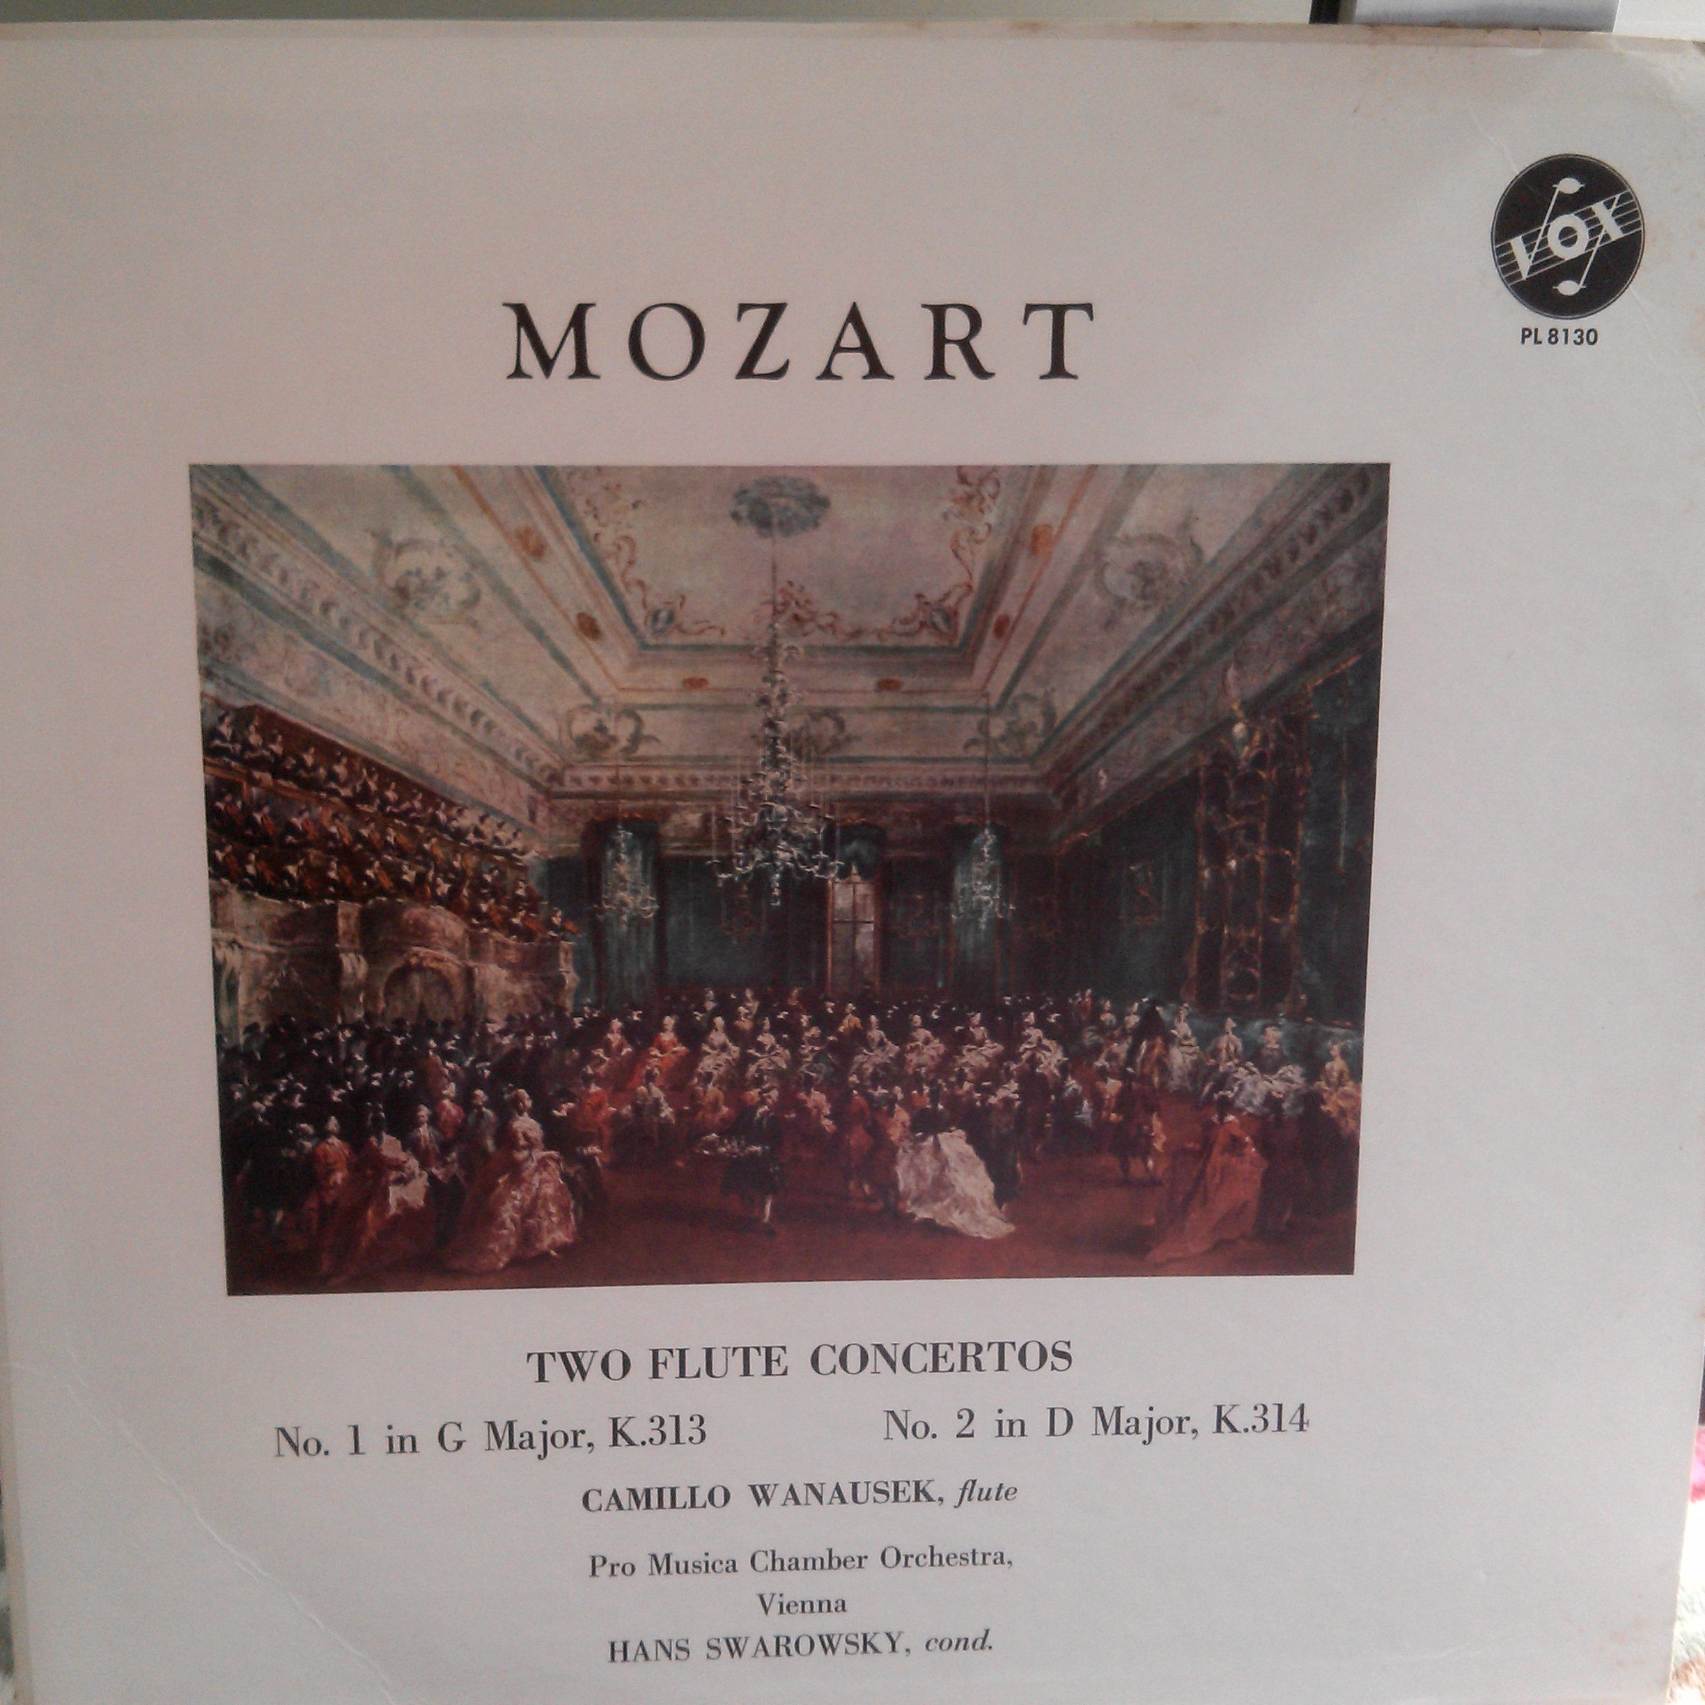 VOX
PL 8130
MOZART
TWO FLUTE CONCERTOS
No. 1 in G Major, K.313 No. 2 in D Major, K.314
CAMILLO WANAUSEK, flute
Pro Musica Chamber Orchestra,
Vienna
HANS SWAROWSKY, cond.